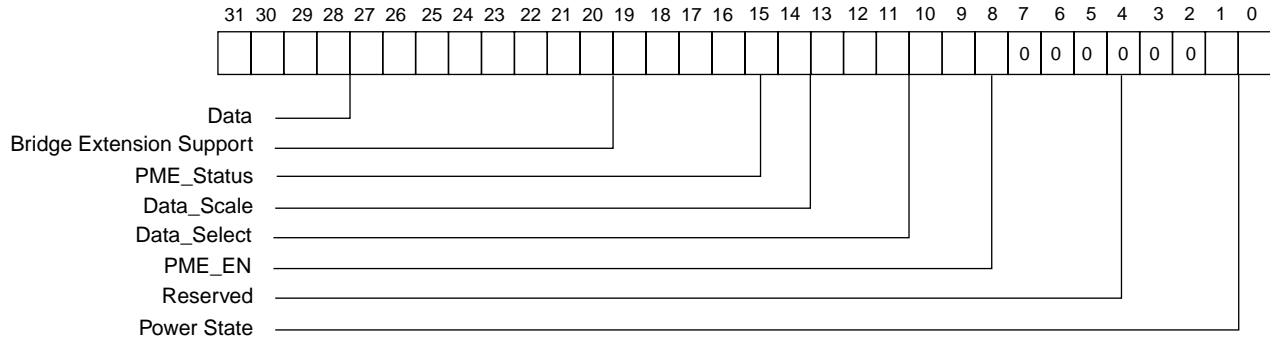 31 30 29 28 27 26 25 24 23 22 21 20 19 18 17 16 15 14 13 12 11 10 9 8 7 6 5 4 3 2 1 0
0 0 0 0 0 0
Data
Bridge Extension Support
PME_Status
Data_Scale
Data_Select
PME_EN
Reserved
Power State